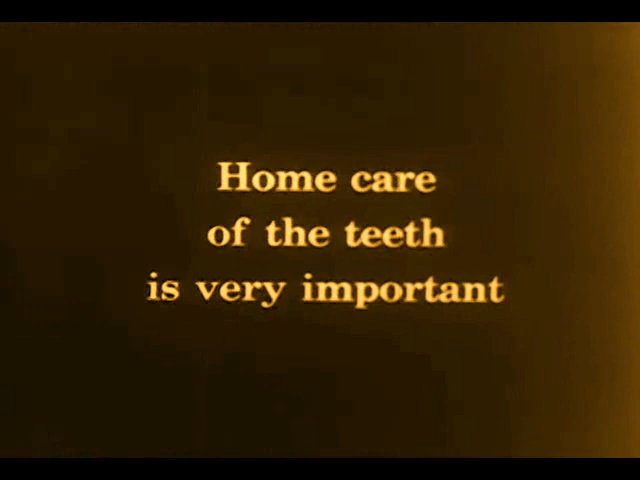 Home care
of the teeth
is very important